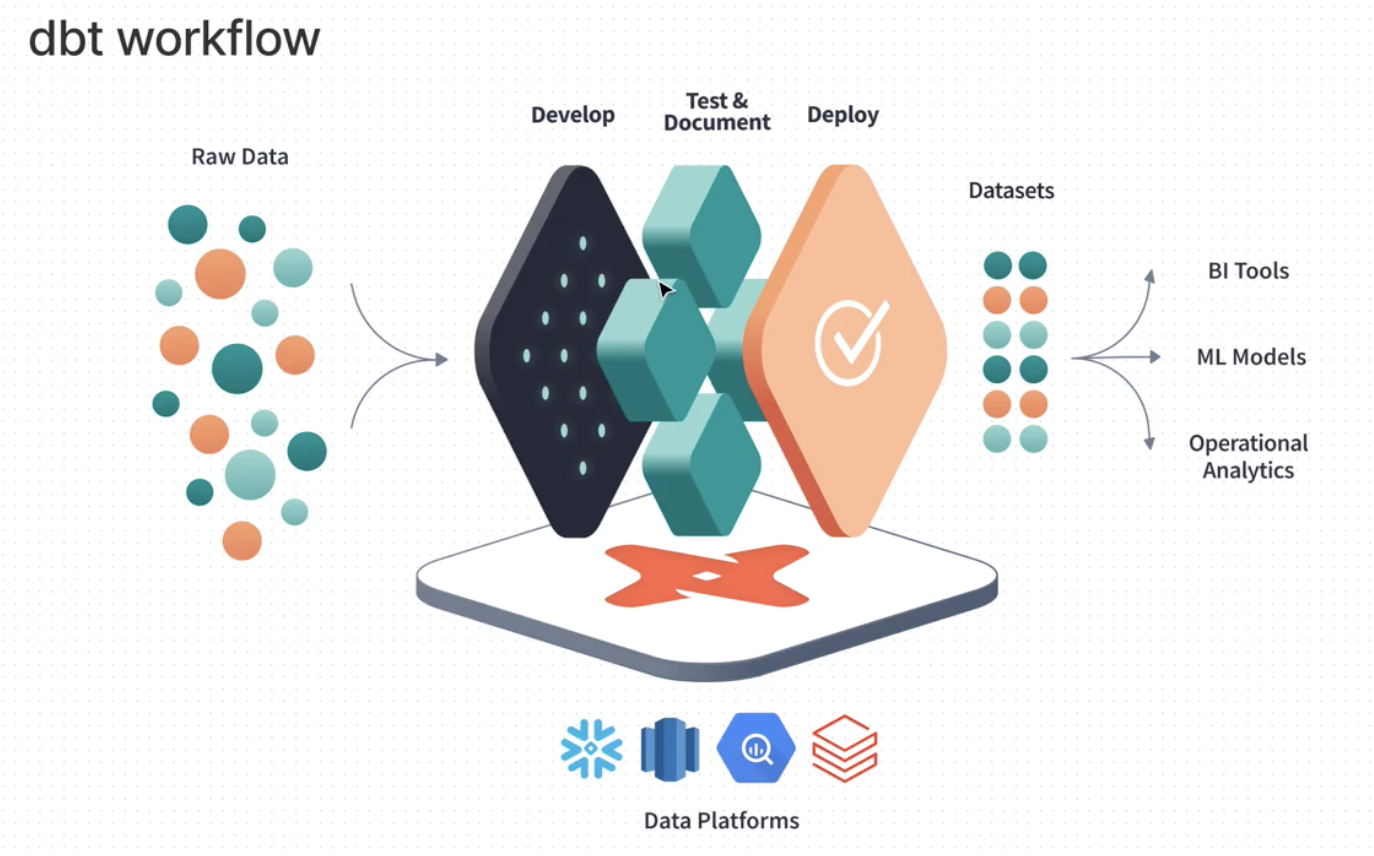 dbt workflow
Develop
Test &
Document
Deploy
Raw Data
Datasets
BI Tools
ML Models
Operational
Analytics
Data Platforms